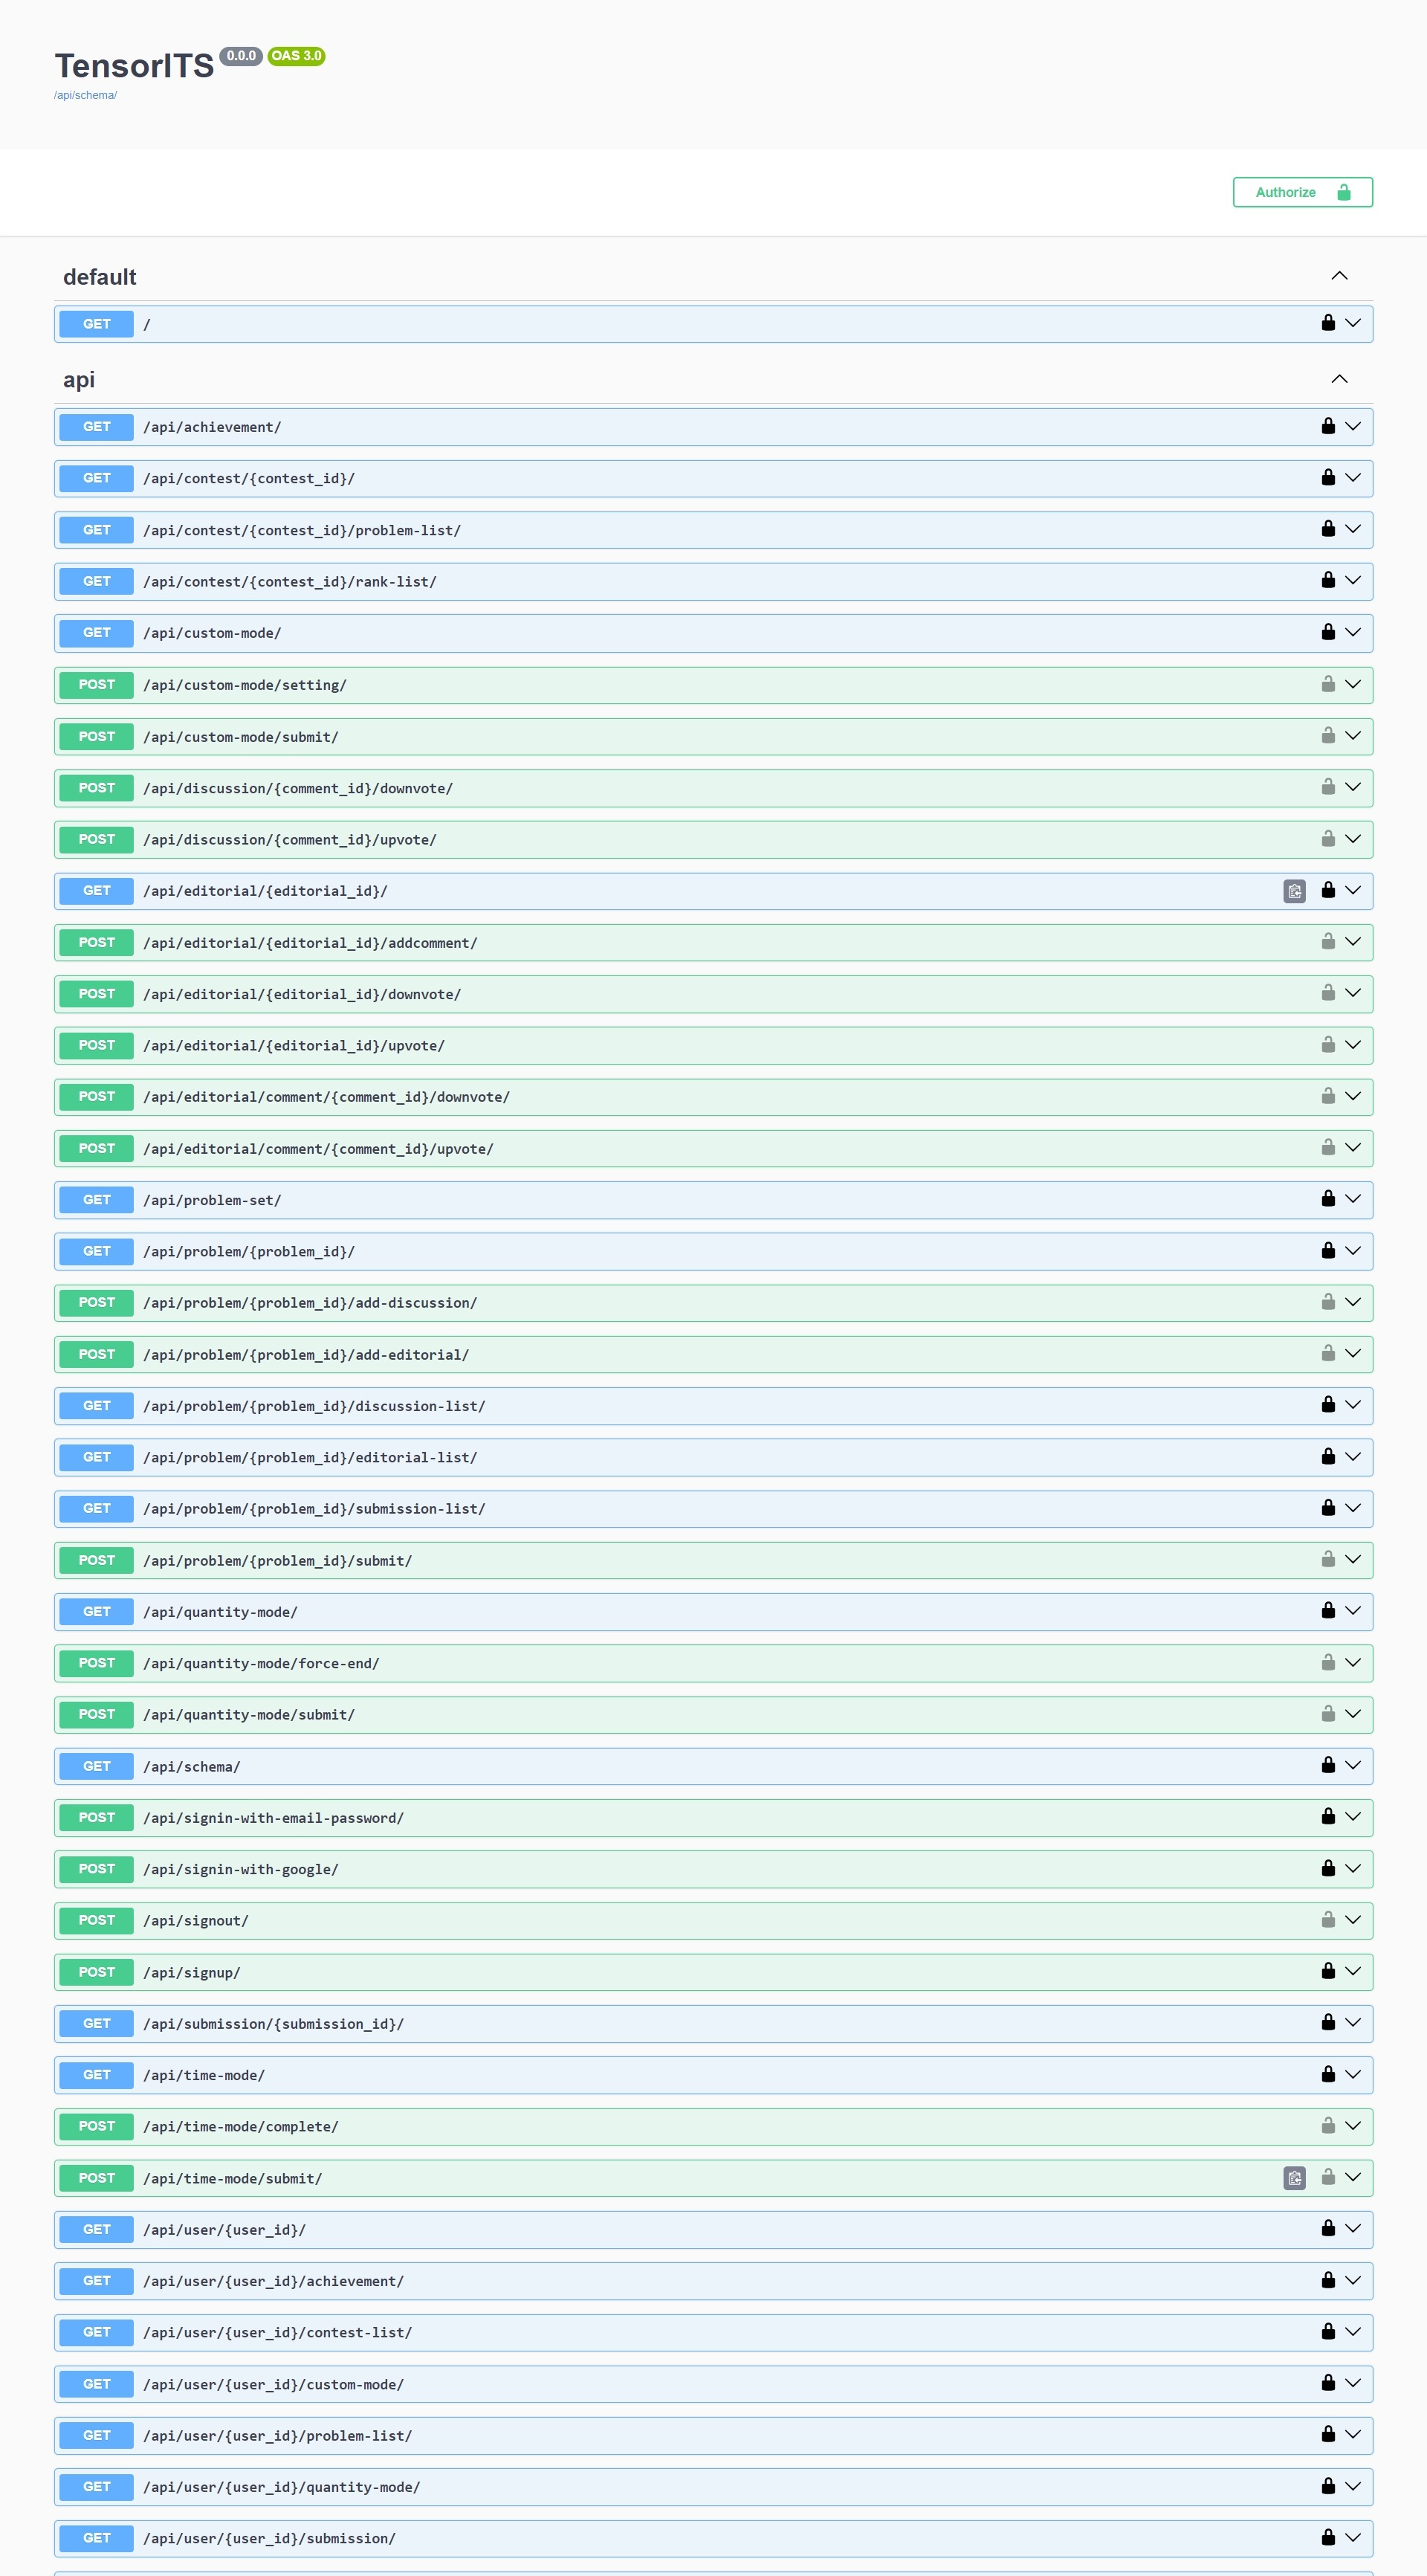 TensorITS 0.0.0 OAS 3.0
/api/schema/
Authorize
default
GET /
api
GET /api/achievement/
GET /api/contest/{contest_id}/
GET /api/contest/{contest_id}/problem-list/
GET /api/contest/{contest_id}/rank-list/
GET /api/custom-mode/
POST /api/custom-mode/setting/
POST /api/custom-mode/submit/
POST /api/discussion/{comment_id}/downvote/
POST /api/discussion/{comment_id}/upvote/
GET /api/editorial/{editorial_id}/
POST /api/editorial/{editorial_id}/addcomment/
POST /api/editorial/{editorial_id}/downvote/
POST /api/editorial/{editorial_id}/upvote/
POST /api/editorial/comment/{comment_id}/downvote/
POST /api/editorial/comment/{comment_id}/upvote/
GET /api/problem-set/
GET /api/problem/{problem_id}/
POST /api/problem/{problem_id}/add-discussion/
POST /api/problem/{problem_id}/add-editorial/
GET /api/problem/{problem_id}/discussion-list/
GET /api/problem/{problem_id}/editorial-list/
GET /api/problem/{problem_id}/submission-list/
POST /api/problem/{problem_id}/submit/
GET /api/quantity-mode/
POST /api/quantity-mode/force-end/
POST /api/quantity-mode/submit/
GET /api/schema/
POST /api/signin-with-email-password/
POST /api/signin-with-google/
POST /api/signout/
POST /api/signup/
GET /api/submission/{submission_id}/
GET /api/time-mode/
POST /api/time-mode/complete/
POST /api/time-mode/submit/
GET /api/user/{user_id}/
GET /api/user/{user_id}/achievement/
GET /api/user/{user_id}/contest-list/
GET /api/user/{user_id}/custom-mode/
GET /api/user/{user_id}/problem-list/
GET /api/user/{user_id}/quantity-mode/
GET /api/user/{user_id}/submission/